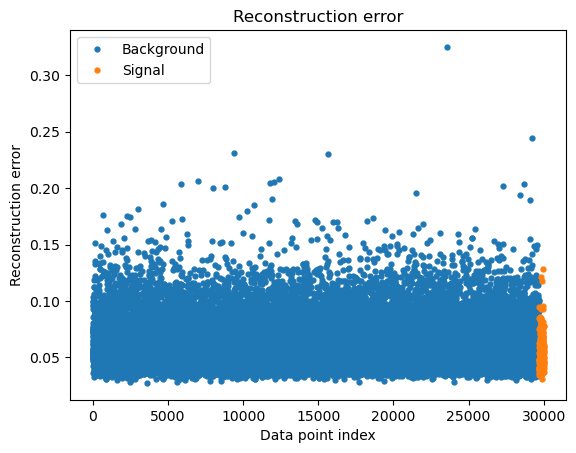 Reconstruction error
Background
Signal
Reconstruction error
0.30
0.25
0.20
0.15
0.10
0.05
0
5000
10000
15000
20000
25000
30000
Data point index